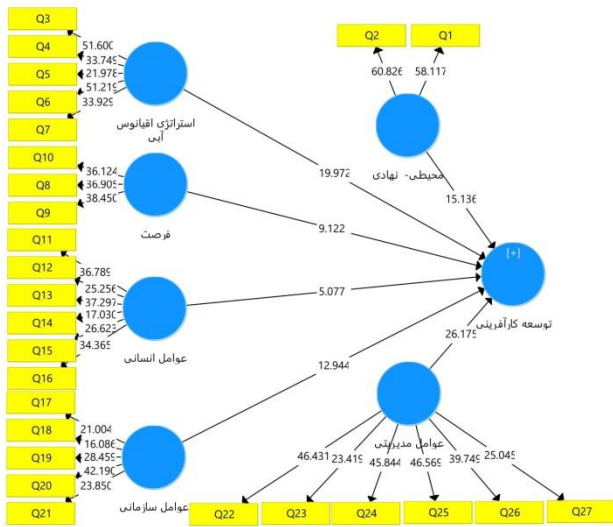 Q3
Q4
Q5
Q6
Q7
51.600
33.749
21.978
51.219
33.929
استراتژی اقیانوس
آبی
Q2
Q1
60.826
58.117
محیطی- نهادی
19.972
15.136
Q10
Q8
Q9
36.124
36.905
38.450
فرصت
9.122
[+]
توسعه کارآفرینی
Q11
Q12
Q13
Q14
Q15
Q16
36.789
25.256
37.297
17.030
26.623
34.365
عوامل انسانی
5.077
12.944
26.175
Q17
Q18
Q19
Q20
Q21
21.004
16.086
28.459
42.190
23.850
عوامل سازمانی
عوامل مدیریتی
46.431
23.419
45.844
46.569
39.749
25.045
Q22
Q23
Q24
Q25
Q26
Q27